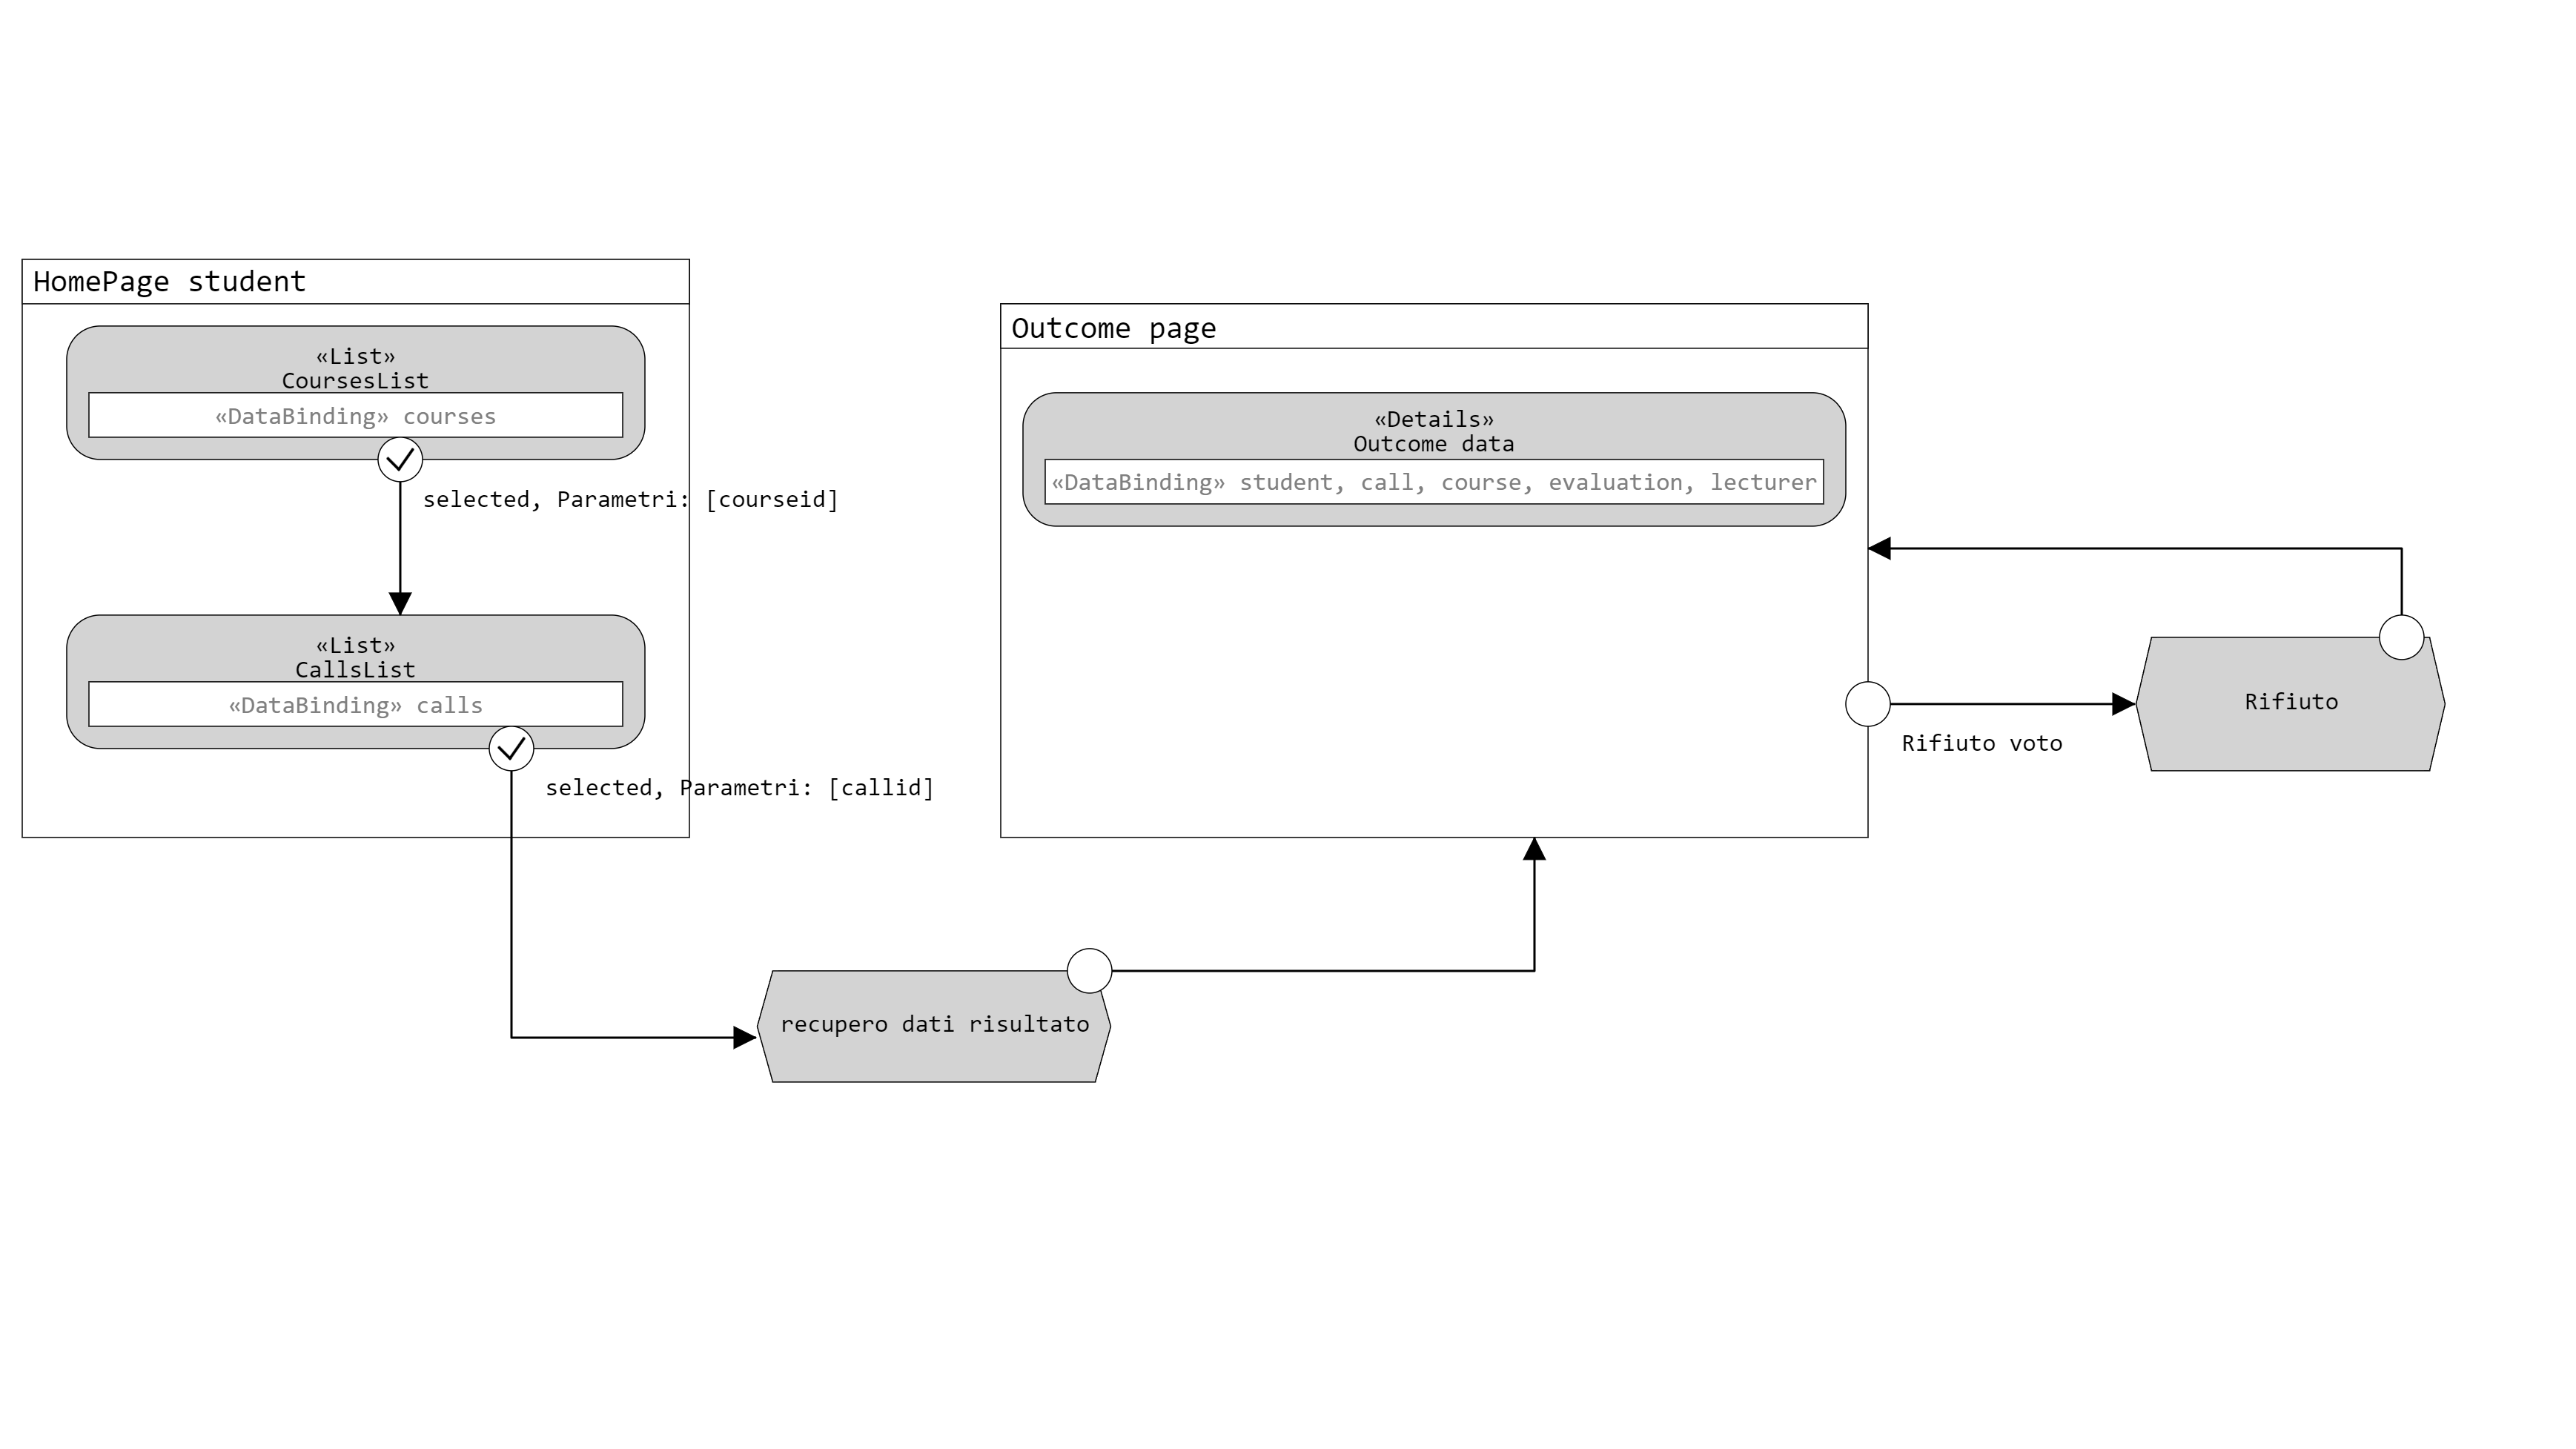 HomePage student
«List»
CoursesList
«DataBinding» courses
selected, Parametri: [courseid]
«List»
CallsList
«DataBinding» calls
selected, Parametri: [callid]
recupero dati risultato
Outcome page
«Details»
Outcome data
«DataBinding» student, call, course, evaluation, lecturer
Rifiuto voto
Rifiuto